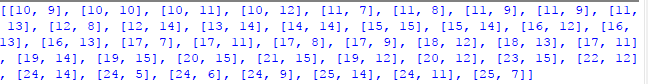 [[10, 9], [10, 10], [10, 11], [10, 12], [11, 7], [11, 8], [11, 9], [11, 9], [11,
 13], [12, 8], [12, 14], [13, 14], [14, 14], [15, 15], [15, 14], [16, 12], [16,
13], [16, 13], [17, 7], [17, 11], [17, 8], [17, 9], [18, 12], [18, 13], [17, 11]
, [19, 14], [19, 15], [20, 15], [21, 15], [19, 12], [20, 12], [23, 15], [22, 12]
, [24, 14], [24, 5], [24, 6], [24, 9], [25, 14], [24, 11], [25, 7]]